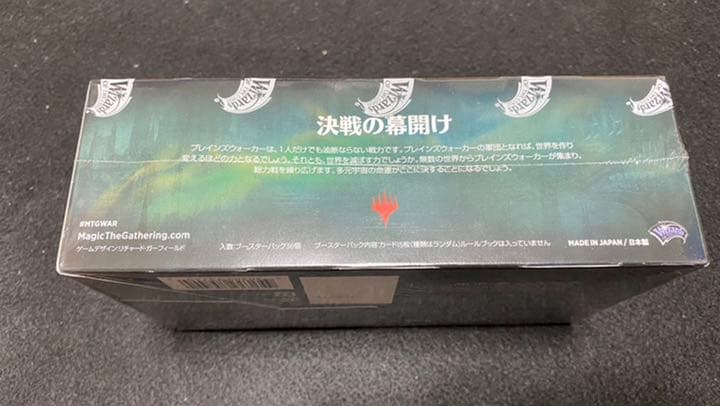 決戦の幕開け
プレインズウォーカーは、1人だけでも油断ならない戦力です。プレインズウォーカーの軍団となれば、世界を作り
変えるほどの力となるでしょう。それとも、世界を滅ぼす力でしょうか。無数の世界からプレインズウォーカーが集まり、
総力戦を繰り広げます。多元宇宙の命運がここに決することになるでしょう。
#MTGWAR
MagicTheGathering.com
ゲームデザイン:リチャード・ガーフィールド
入数:ブースターパック36個 ブースターパック内容:カード15枚(種類はランダム)ルールブックは入っていません
MADE IN JAPAN / 日本製
Wizards